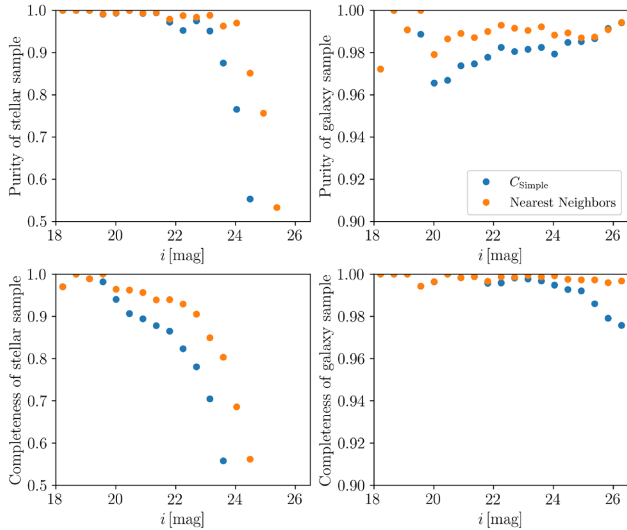 1.0
0.9
0.8
0.7
0.6
0.5
Purity of stellar sample
18 20 22 24 26
i [mag]
1.00
0.98
0.96
0.94
0.92
0.90
Purity of galaxy sample
C_Simple
Nearest Neighbors
18 20 22 24 26
i [mag]
1.0
0.9
0.8
0.7
0.6
0.5
Completeness of stellar sample
18 20 22 24 26
i [mag]
1.00
0.98
0.96
0.94
0.92
0.90
Completeness of galaxy sample
18 20 22 24 26
i [mag]